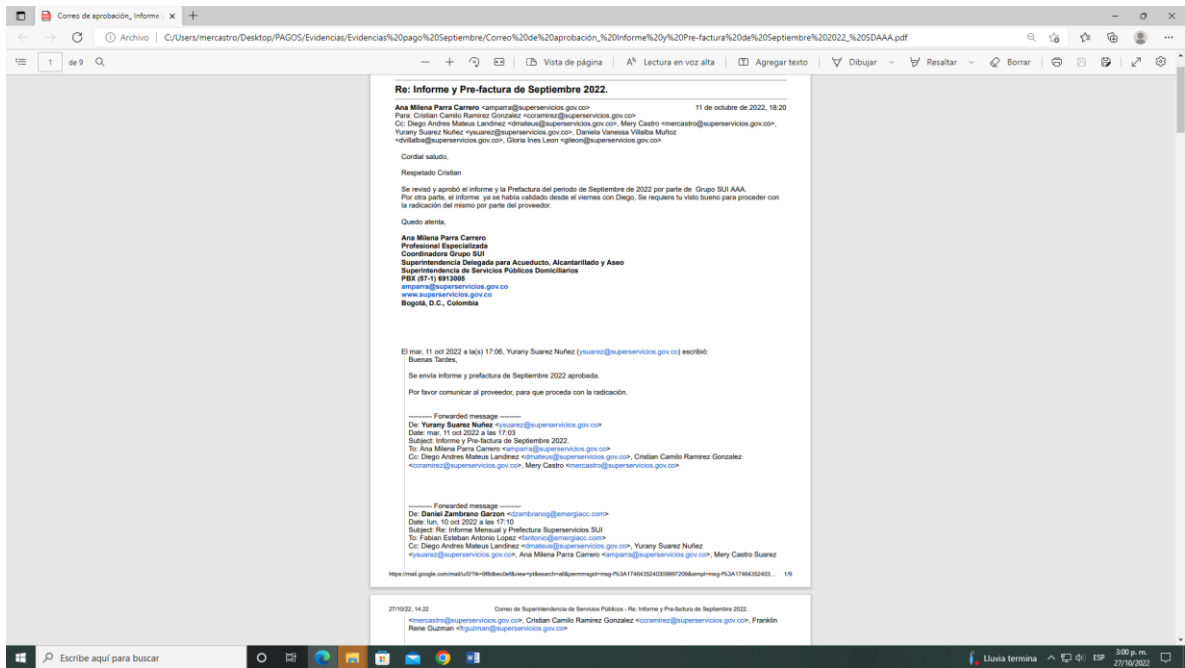 Correo de aprobación_ Informe
Archivo | C:/Users/mercastro/Desktop/PAGOS/Evidencias/Evidencias%20pago%20Septiembre/Correo%20de%20aprobación_%20Informe%20y%20Pre-factura%20de%20Septiembre%202022_%20SDAAA.pdf
1 de 9 Vista de página Lectura en voz alta Agregar texto Dibujar Resaltar Borrar
Re: Informe y Pre-factura de Septiembre 2022.
Ana Milena Parra Carrero <amparra@superservicios.gov.co> 11 de octubre de 2022, 18:20
Para: Cristian Camilo Ramirez Gonzalez <ccramirez@superservicios.gov.co>
Cc: Diego Andres Mateus Landinez <dmateus@superservicios.gov.co>, Mery Castro <mercastro@superservicios.gov.co>,
Yurany Suarez Nuñez <ysuarez@superservicios.gov.co>, Daniela Vanessa Villalba Muñoz
<dvillalba@superservicios.gov.co>, Gloria Ines Leon <gileon@superservicios.gov.co>
Cordial saludo,
Respetado Cristian
Se revisó y aprobó el informe y la Prefactura del periodo de Septiembre de 2022 por parte de Grupo SUI AAA.
Por otra parte, el informe ya se había validado desde el viernes con Diego, Se requiere tu visto bueno para proceder con
la radicación del mismo por parte del proveedor.
Quedo atenta,
Ana Milena Parra Carrero
Profesional Especializada
Coordinadora Grupo SUI
Superintendencia Delegada para Acueducto, Alcantarillado y Aseo
Superintendencia de Servicios Públicos Domiciliarios
PBX (57-1) 6913005
amparra@superservicios.gov.co
www.superservicios.gov.co
Bogotá, D.C., Colombia
El mar, 11 oct 2022 a la(s) 17:06, Yurany Suarez Nuñez (ysuarez@superservicios.gov.co) escribió:
Buenas Tardes,
Se envía informe y prefactura de Septiembre 2022 aprobada.
Por favor comunicar al proveedor, para que proceda con la radicación.
---------- Forwarded message ---------
De: Yurany Suarez Nuñez <ysuarez@superservicios.gov.co>
Date: mar, 11 oct 2022 a las 17:03
Subject: Informe y Pre-factura de Septiembre 2022.
To: Ana Milena Parra Carrero <amparra@superservicios.gov.co>
Cc: Diego Andres Mateus Landinez <dmateus@superservicios.gov.co>, Cristian Camilo Ramirez Gonzalez
<ccramirez@superservicios.gov.co>, Mery Castro <mercastro@superservicios.gov.co>
---------- Forwarded message ---------
De: Daniel Zambrano Garzon <dzambranog@emergiacc.com>
Date: lun, 10 oct 2022 a las 17:10
Subject: Re: Informe Mensual y Prefectura Superservicios SUI
To: Fabian Esteban Antonio Lopez <fantonio@emergiacc.com>
Cc: Diego Andres Mateus Landinez <dmateus@superservicios.gov.co>, Yurany Suarez Nuñez
<ysuarez@superservicios.gov.co>, Ana Milena Parra Carrero <amparra@superservicios.gov.co>, Mery Castro Suarez
1/9
27/10/22, 14:22 Correo de Superintendencia de Servicios Públicos - Re: Informe y Pre-factura de Septiembre 2022.
<mercastro@superservicios.gov.co>, Cristian Camilo Ramirez Gonzalez <ccramirez@superservicios.gov.co>, Franklin
Rene Guzman <frguzman@superservicios.gov.co>
Escribe aquí para buscar
Lluvia termina ESP 3:00 p. m.
27/10/2022